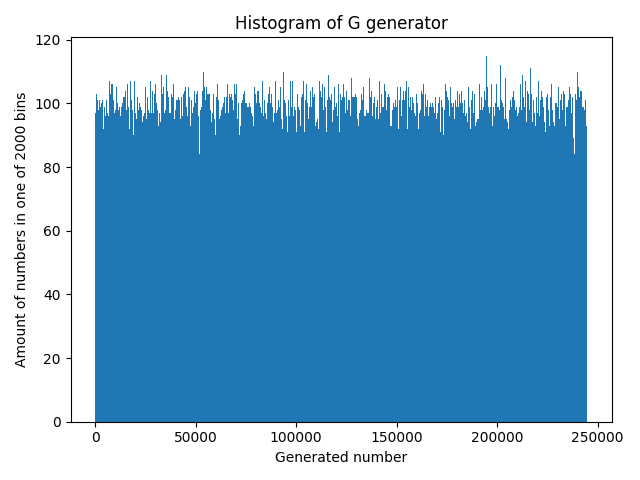 Histogram of G generator
120
100
80
60
40
20
0
Amount of numbers in one of 2000 bins
0 50000 100000 150000 200000 250000
Generated number